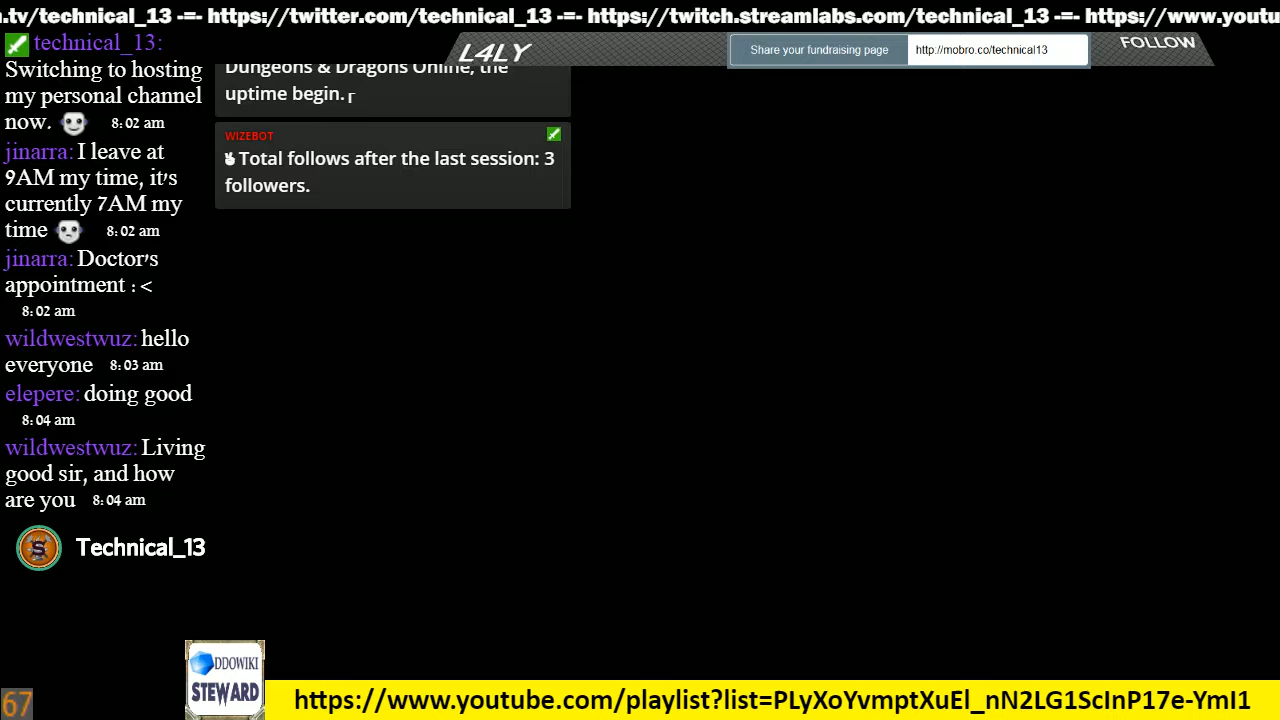 .tv/technical_13 -=- https://twitter.com/technical_13 -=- https://twitch.streamlabs.com/technical_13 -=- https://www.youtu
technical_13:
Switching to hosting
my personal channel
now. 8:02 am
jinarra: I leave at
9AM my time, it's
currently 7AM my
time 8:02 am
jinarra: Doctor's
appointment : <
8:02 am
wildwestwuz: hello
everyone 8:03 am
elepere: doing good
8:04 am
wildwestwuz: Living
good sir, and how
are you 8:04 am
Technical_13
L4LY
Share your fundraising page http://mobro.co/technical13
FOLLOW
Dungeons & Dragons Online, the
uptime begin.
WIZEBOT
Total follows after the last session: 3
followers.
DDOWIKI
STEWARD
67
https://www.youtube.com/playlist?list=PLyXoYvmptXuEl_nN2LG1ScInP17e-YmI1